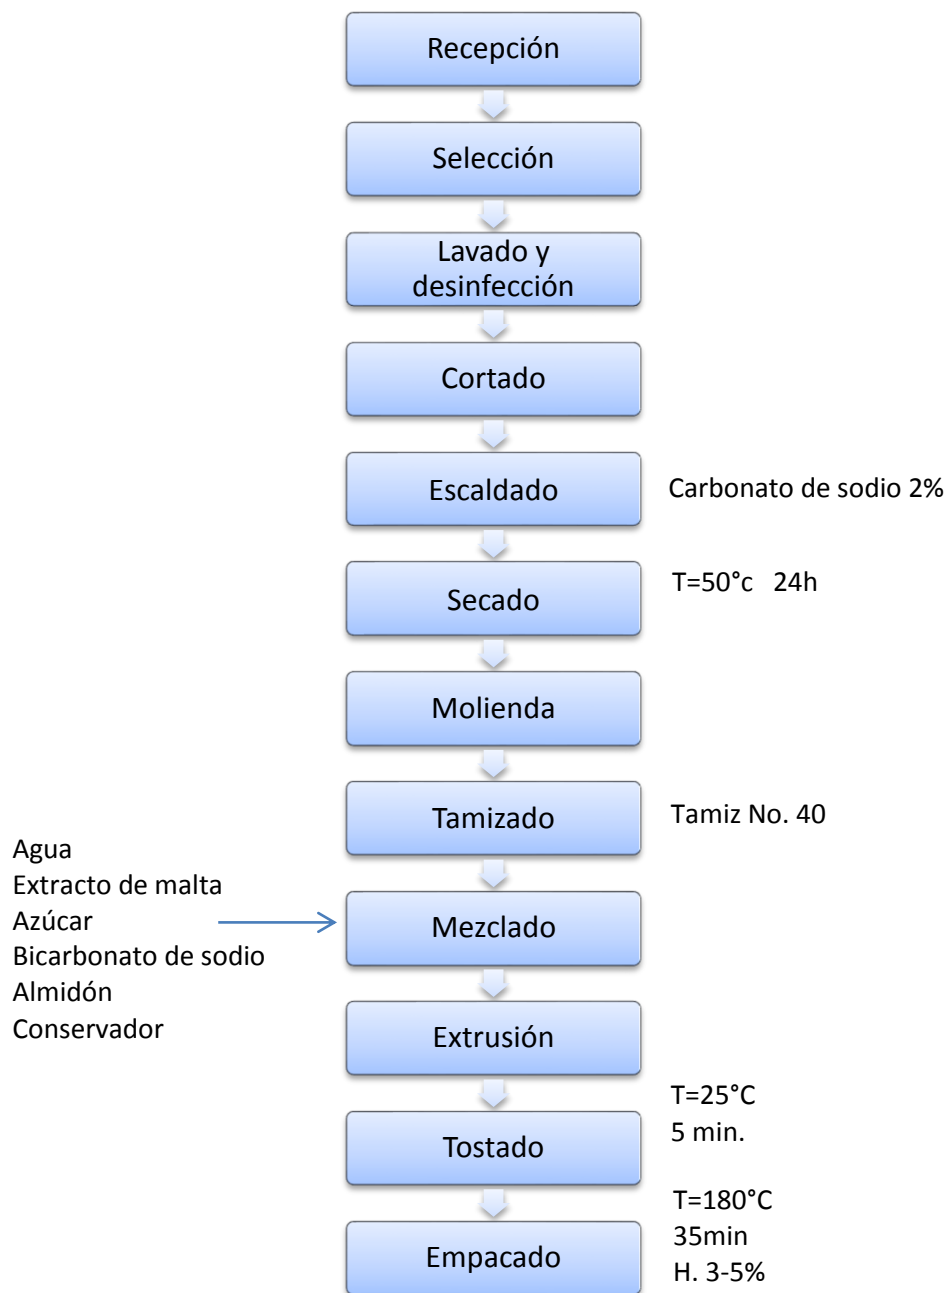 Recepción
Selección
Lavado y
desinfección
Cortado
Escaldado
Carbonato de sodio 2%
Secado
T=50°c 24h
Molienda
Tamizado
Tamiz No. 40
Agua
Extracto de malta
Azúcar
Bicarbonato de sodio
Almidón
Conservador
Mezclado
Extrusión
T=25°C
5 min.
Tostado
T=180°C
35min
H. 3-5%
Empacado